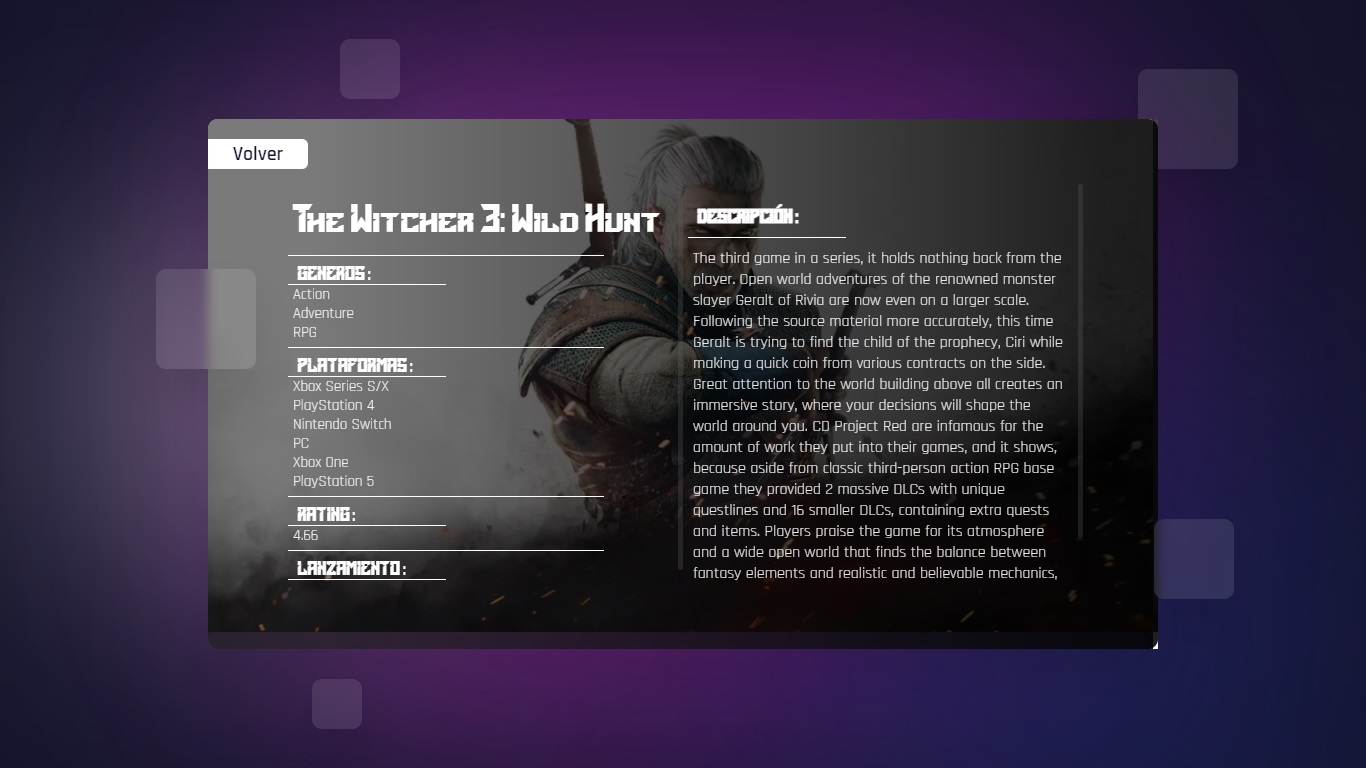 Volver
The Witcher 3: Wild Hunt
GENEROS:
Action
Adventure
RPG
PLATAFORMAS:
Xbox Series S/X
PlayStation 4
Nintendo Switch
PC
Xbox One
PlayStation 5
RATING:
4.66
LANZAMIENTO:
DESCRIPCIÓN:
The third game in a series, it holds nothing back from the
player. Open world adventures of the renowned monster
slayer Geralt of Rivia are now even on a larger scale.
Following the source material more accurately, this time
Geralt is trying to find the child of the prophecy, Ciri while
making a quick coin from various contracts on the side.
Great attention to the world building above all creates an
immersive story, where your decisions will shape the
world around you. CD Project Red are infamous for the
amount of work they put into their games, and it shows,
because aside from classic third-person action RPG base
game they provided 2 massive DLCs with unique
questlines and 16 smaller DLCs, containing extra quests
and items. Players praise the game for its atmosphere
and a wide open world that finds the balance between
fantasy elements and realistic and believable mechanics,